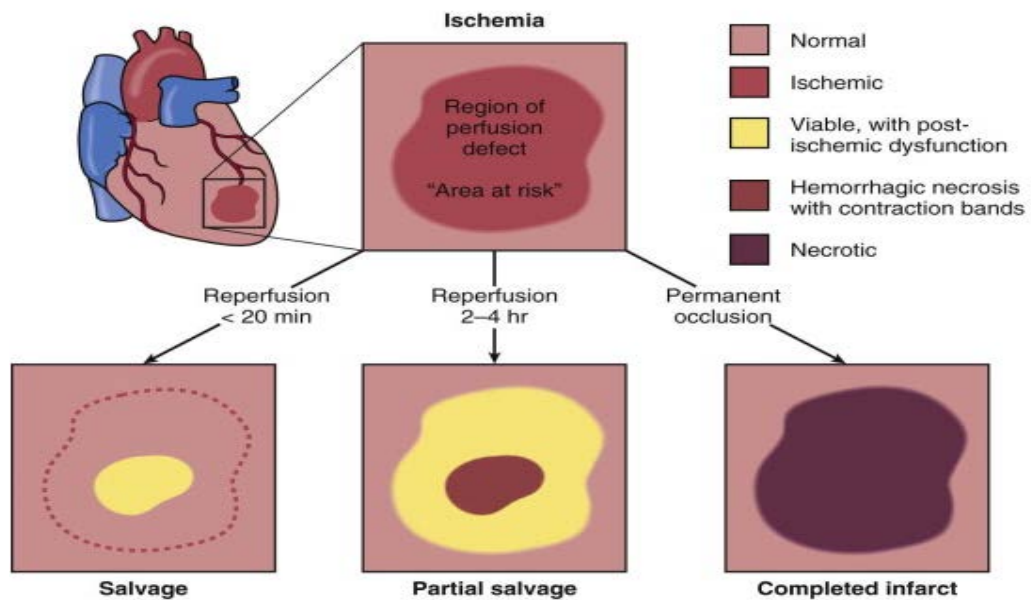 Ischemia
Region of
perfusion
defect
“Area at risk”
Normal
Ischemic
Viable, with post-
ischemic dysfunction
Hemorrhagic necrosis
with contraction bands
Necrotic
Reperfusion
< 20 min
Reperfusion
2–4 hr
Permanent
occlusion
Salvage
Partial salvage
Completed infarct